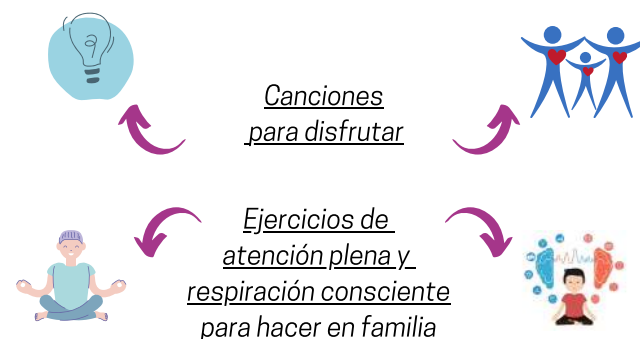 Canciones
para disfrutar
Ejercicios de
atención plena y
respiración consciente
para hacer en familia